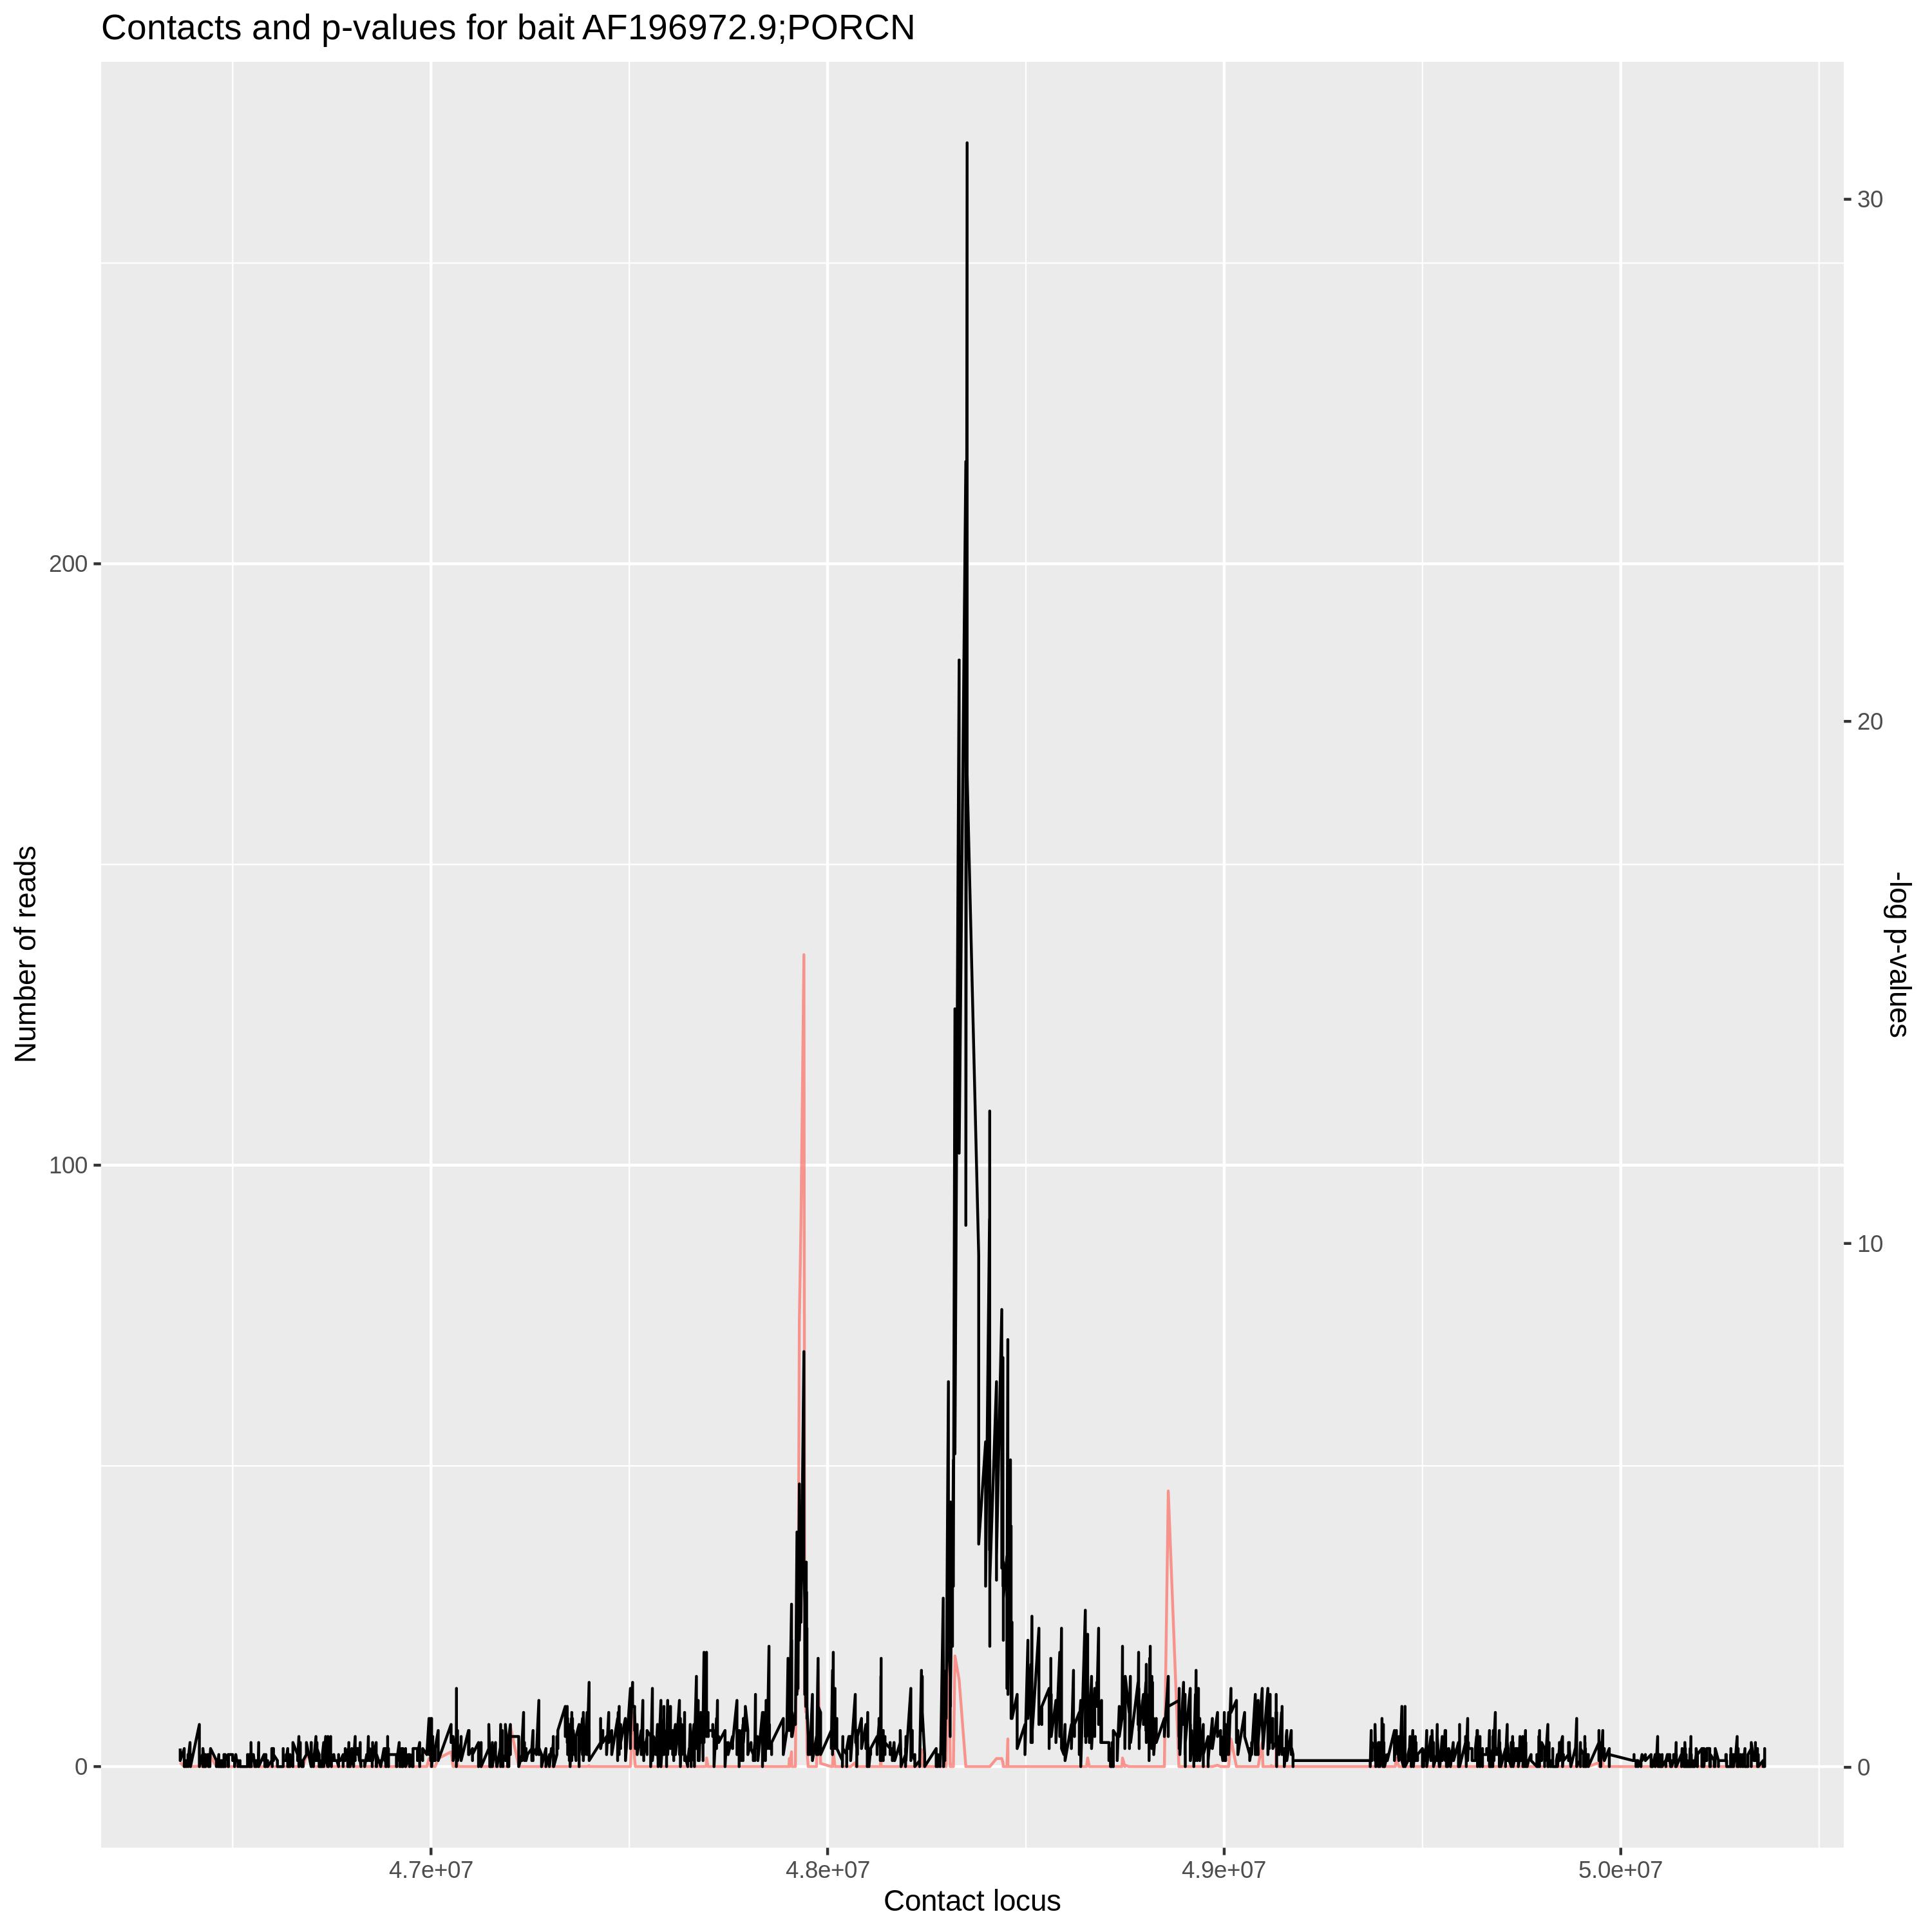 Contacts and p-values for bait AF196972.9;PORCN
Number of reads
200
100
0
30
20
10
0
-log p-values
4.7e+07
4.8e+07
4.9e+07
5.0e+07
Contact locus